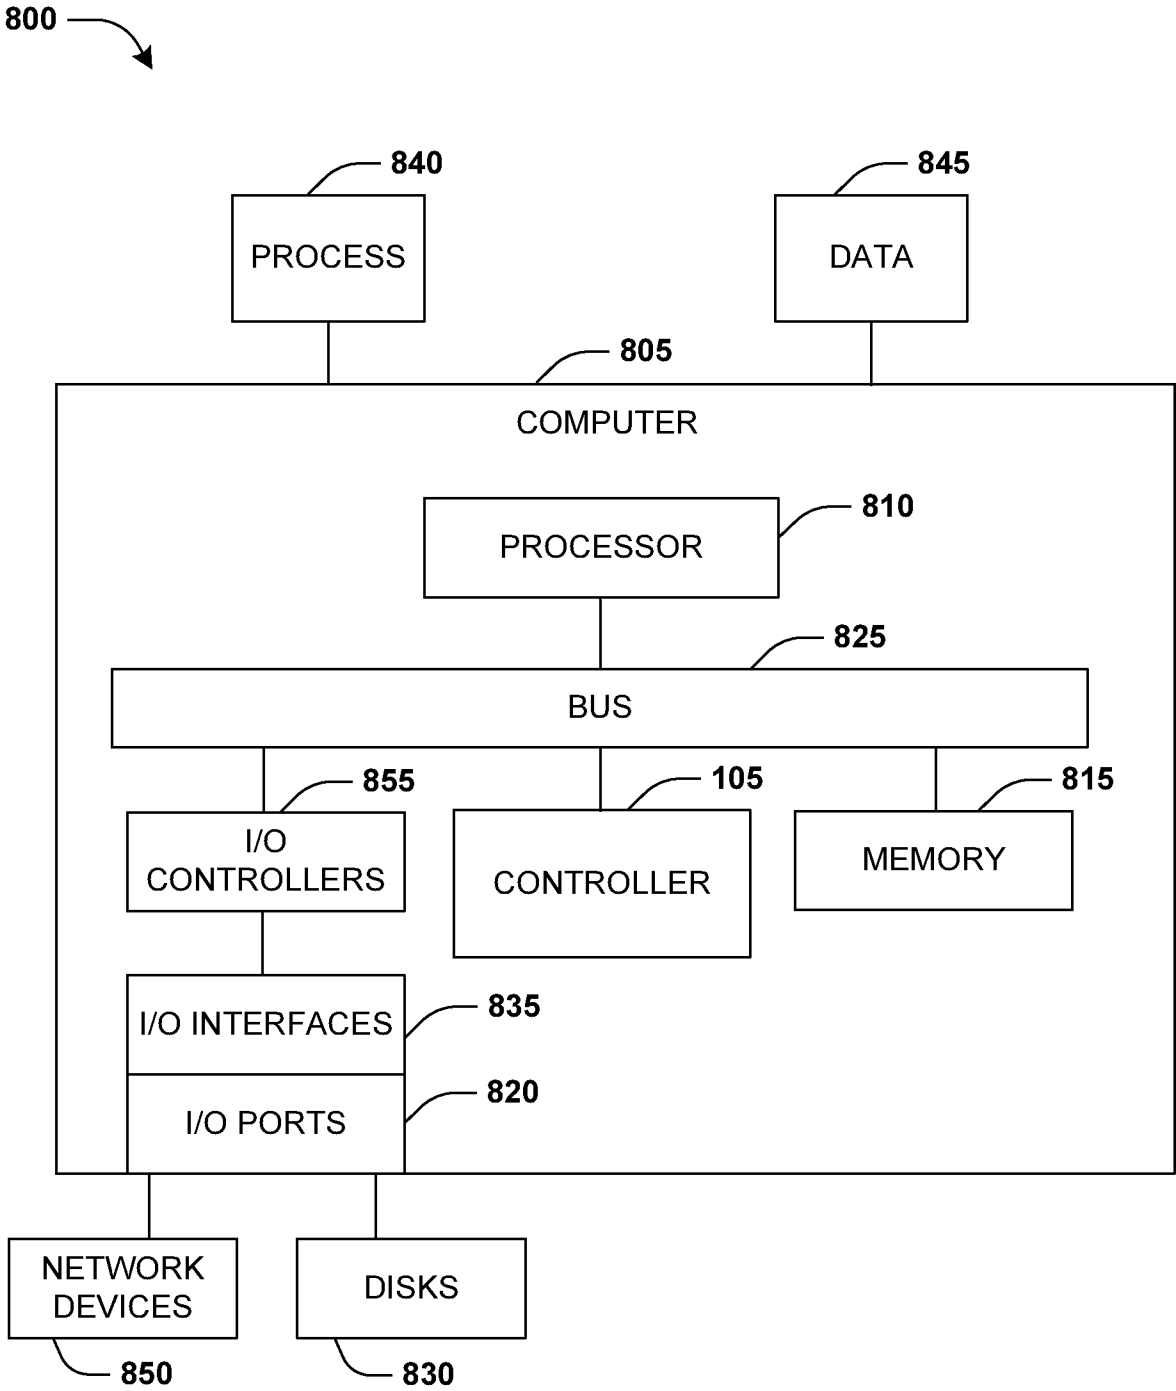 800
840
845
PROCESS
DATA
805
COMPUTER
810
PROCESSOR
825
BUS
855
105
815
I/O
CONTROLLERS
CONTROLLER
MEMORY
I/O INTERFACES
835
I/O PORTS
820
NETWORK
DEVICES
DISKS
850
830